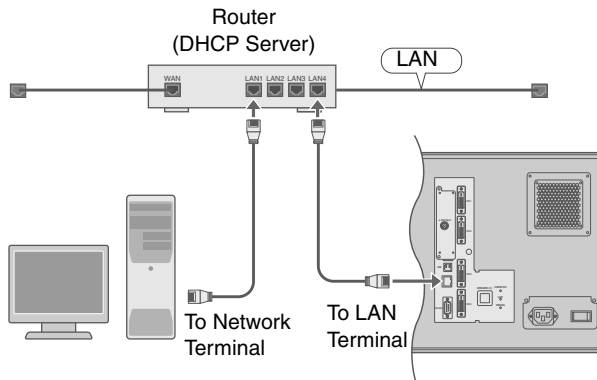 Router
(DHCP Server)
LAN
WAN
LAN1 LAN2 LAN3 LAN4
To Network
Terminal
To LAN
Terminal